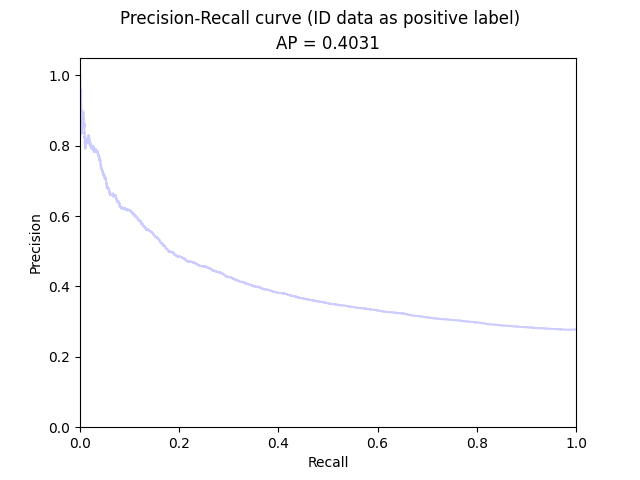 Precision-Recall curve (ID data as positive label)
AP = 0.4031
1.0
0.8
0.6
0.4
0.2
0.0
Precision
0.0 0.2 0.4 0.6 0.8 1.0
Recall